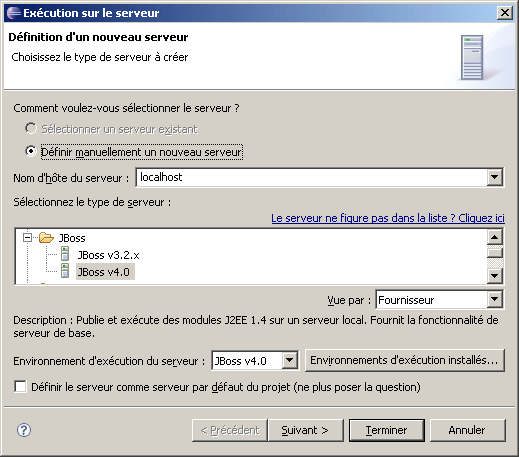 Exécution sur le serveur
Définition d'un nouveau serveur
Choisissez le type de serveur à créer
Comment voulez-vous sélectionner le serveur ?
Sélectionner un serveur existant
Définir manuellement un nouveau serveur
Nom d'hôte du serveur : localhost
Sélectionnez le type de serveur :
Le serveur ne figure pas dans la liste ? Cliquez ici
JBoss
JBoss v3.2.x
JBoss v4.0
Vue par : Fournisseur
Description : Publie et exécute des modules J2EE 1.4 sur un serveur local. Fournit la fonctionnalité de
serveur de base.
Environnement d'exécution du serveur : JBoss v4.0 Environnements d'exécution installés...
Définir le serveur comme serveur par défaut du projet (ne plus poser la question)
? < Précédent Suivant > Terminer Annuler